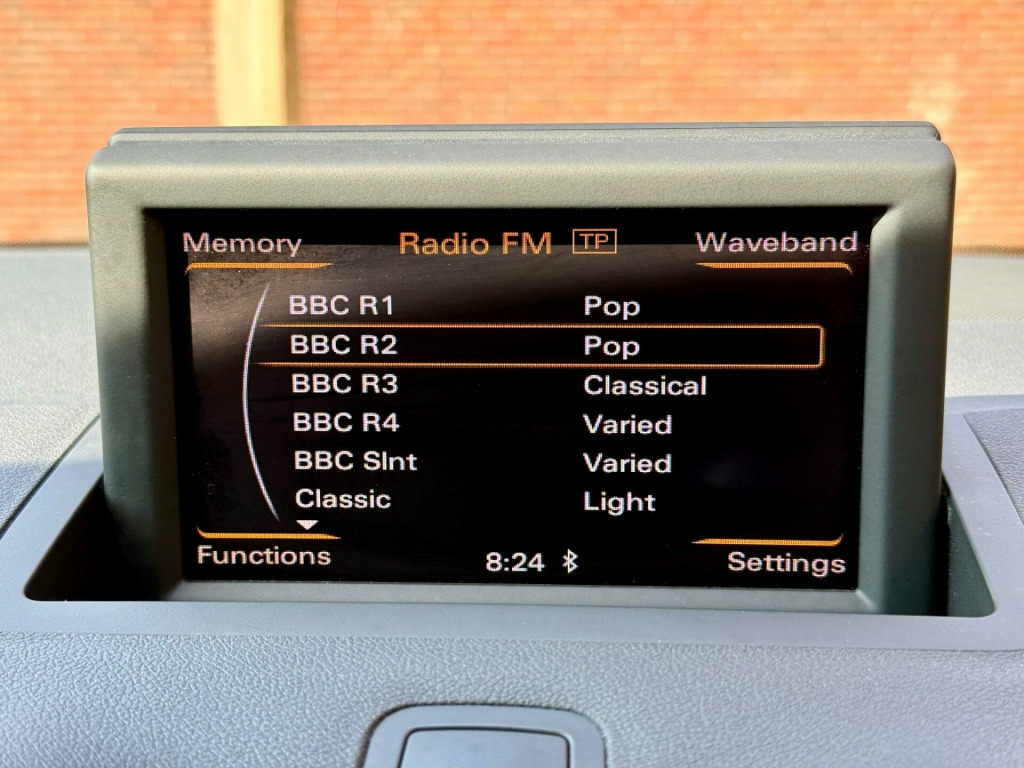 Memory Radio FM TP Waveband
BBC R1 Pop
BBC R2 Pop
BBC R3 Classical
BBC R4 Varied
BBC Slnt Varied
Classic Light
Functions 8:24 Settings